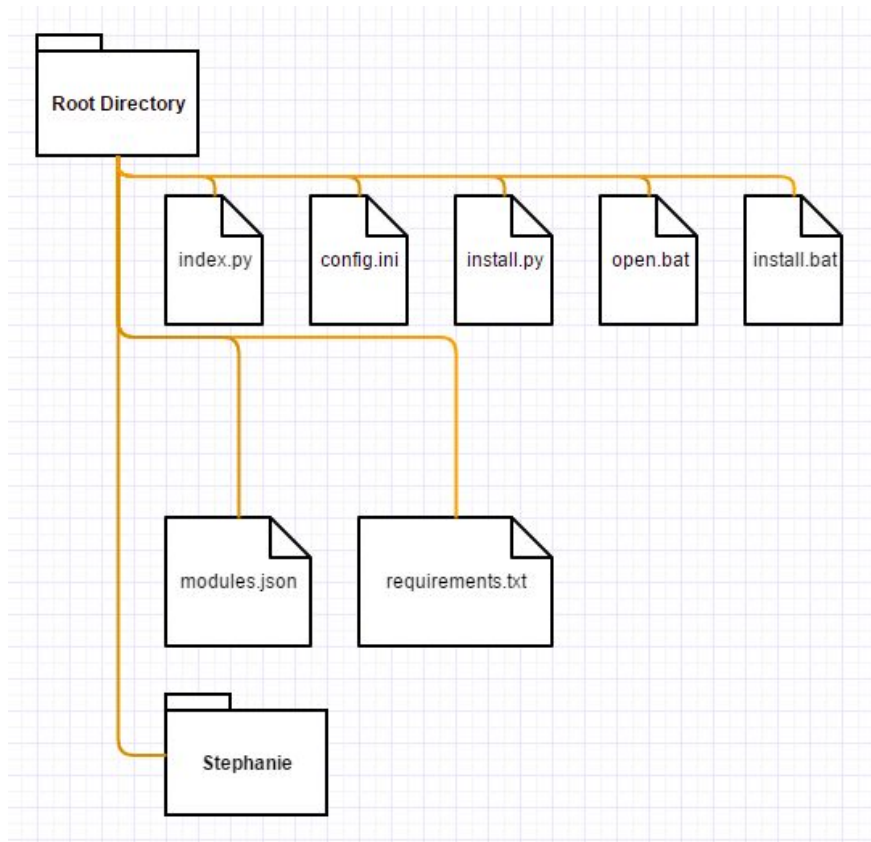 Root Directory
index.py
config.ini
install.py
open.bat
install.bat
modules.json
requirements.txt
Stephanie